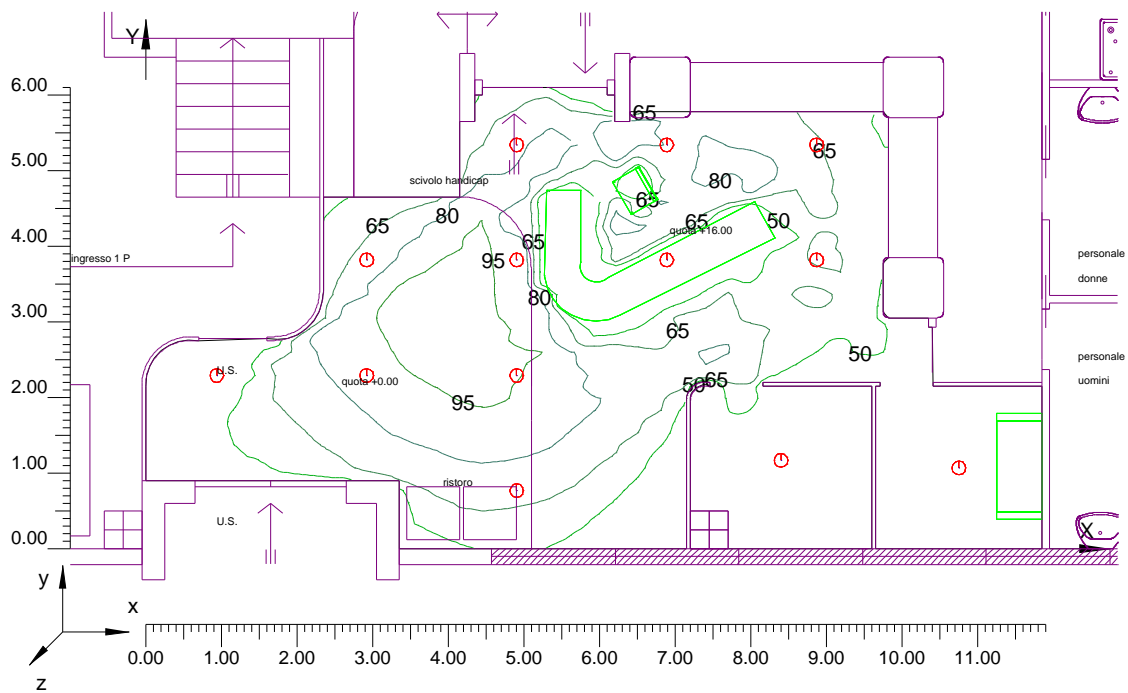 Y
6.00
65
5.00
65
scivolo handicap
80
65
80
65
65
50
quota +16.00
4.00
65
ingresso 1 P
95
personale
donne
80
3.00
65
50
personale
U.S.
quota +0.00
50
65
uomini
2.00
95
1.00
ristoro
U.S.
0.00
X
y
x
z
0.00 1.00 2.00 3.00 4.00 5.00 6.00 7.00 8.00 9.00 10.00 11.00